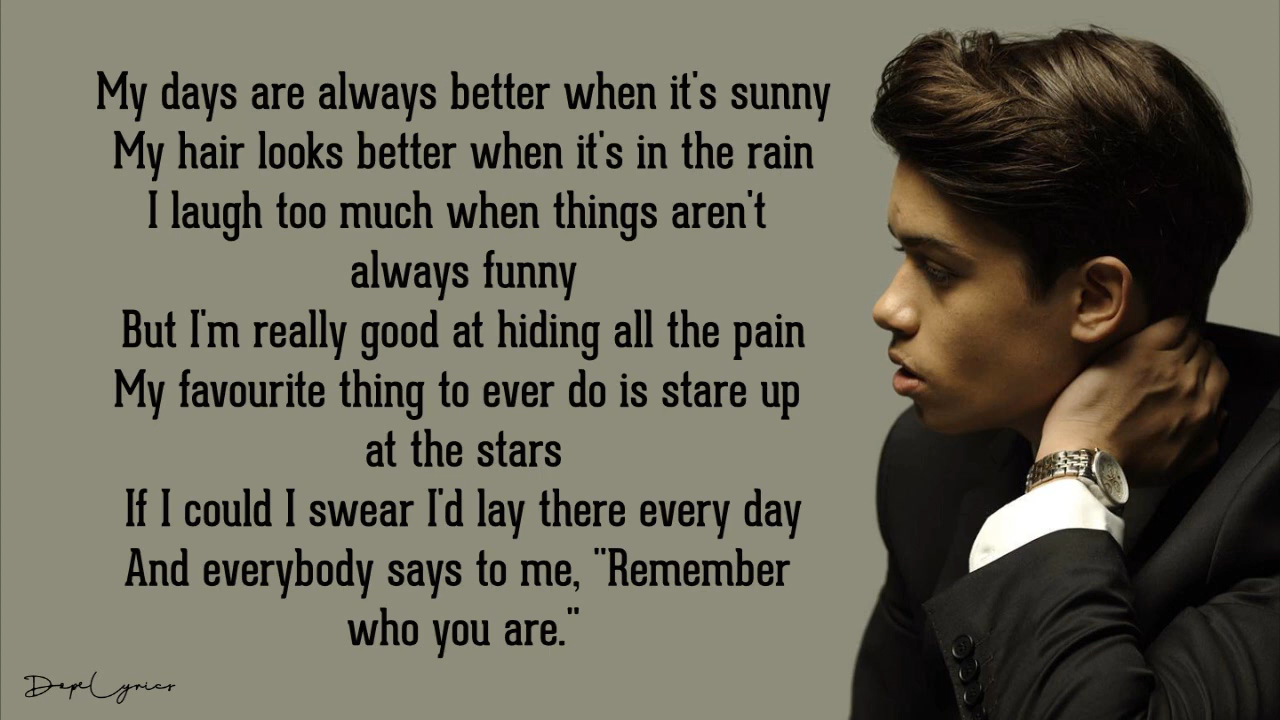 My days are always better when it's sunny
My hair looks better when it's in the rain
I laugh too much when things aren't
always funny
But I'm really good at hiding all the pain
My favourite thing to ever do is stare up
at the stars
If I could I swear I'd lay there every day
And everybody says to me, "Remember
who you are."
DopeLyrics